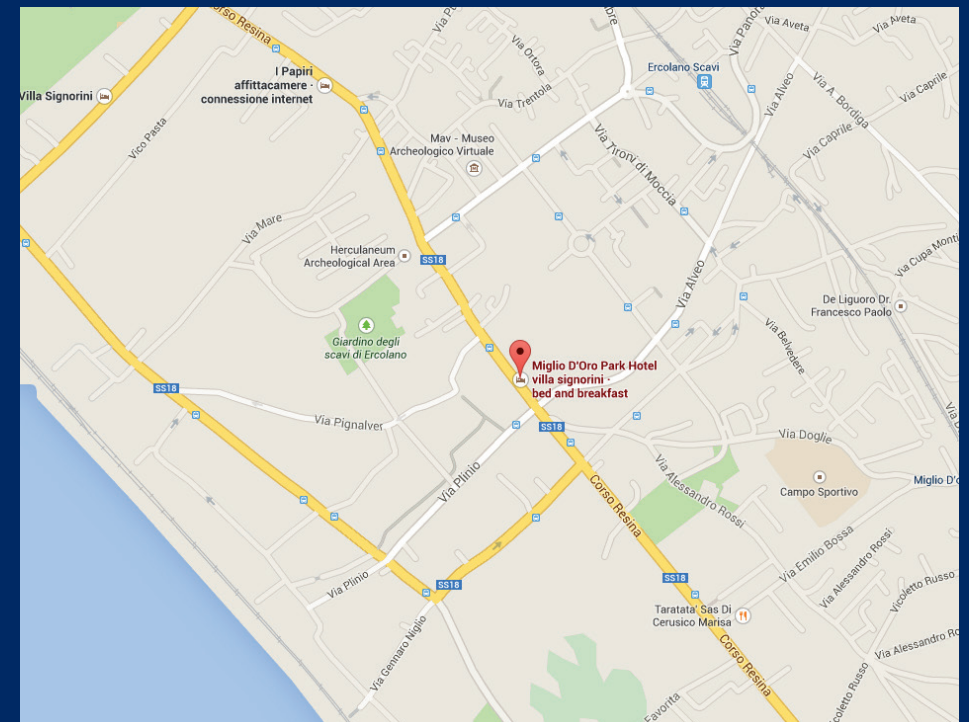 Corso Resina
Via Aveta
Via Aveta
Via Ortora
Ercolano Scavi
I Papiri
affittacamere -
connessione internet
Villa Signorini
Via Trentola
Via Alveo
Via A. Bordiga
Via Caprile
Vico Pasta
Mav - Museo
Archeologico Virtuale
Via Tironi di Moccia
Via Caprile
Via Mare
Herculaneum
Archeological Area
SS18
Via Cupa Monti
Via Alveo
De Liguoro Dr.
Francesco Paolo
Giardino degli
scavi di Ercolano
Via Belvedere
Miglio D'Oro Park Hotel
villa signorini -
bed and breakfast
SS18
Via Pignalver
SS18
Via Doglie
Via Plinio
Via Alessandro Rossi
Campo Sportivo
Corso Resina
Via Emilio Bossa
Via Alessandro Rossi
Via Plinio
SS18
SS18
Vicoletto Russo
Taratata' Sas Di
Cerusico Marisa
Via Gennaro Niglio
Corso Resina
Vicoletto Russo
Favorita